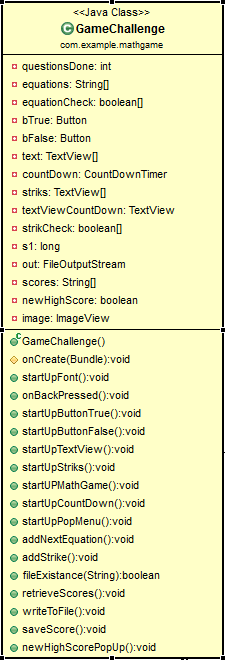 <<Java Class>>
GameChallenge
com.example.mathgame
questionsDone: int
equations: String[]
equationCheck: boolean[]
bTrue: Button
bFalse: Button
text: TextView[]
countDown: CountDownTimer
striks: TextView[]
textViewCountDown: TextView
strikCheck: boolean[]
s1: long
out: FileOutputStream
scores: String[]
newHighScore: boolean
image: ImageView
GameChallenge()
onCreate(Bundle):void
startUpFont():void
onBackPressed():void
startUpButtonTrue():void
startUpButtonFalse():void
startUpTextView():void
startUpStriks():void
startUPMathGame():void
startUpCountDown():void
startUpPopMenu():void
addNextEquation():void
addStrike():void
fileExistance(String):boolean
retrieveScores():void
writeToFile():void
saveScore():void
newHighScorePopUp():void